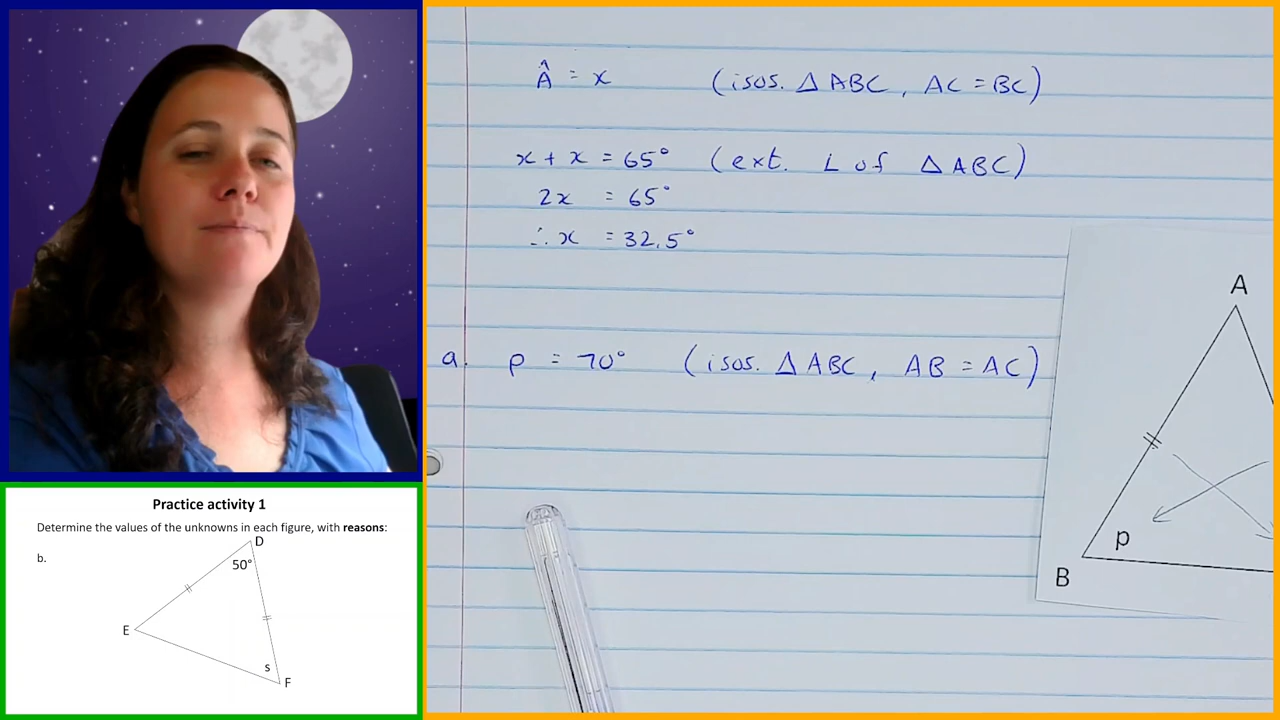 Â = x (isos. △ABC, AC = BC)
x + x = 65° (ext. ∠ of △ABC)
2x = 65°
∴ x = 32.5°
a. p = 70° (isos. △ABC, AB = AC)
A
p
B
Practice activity 1
Determine the values of the unknowns in each figure, with reasons:
b.
D
50°
E
s
F